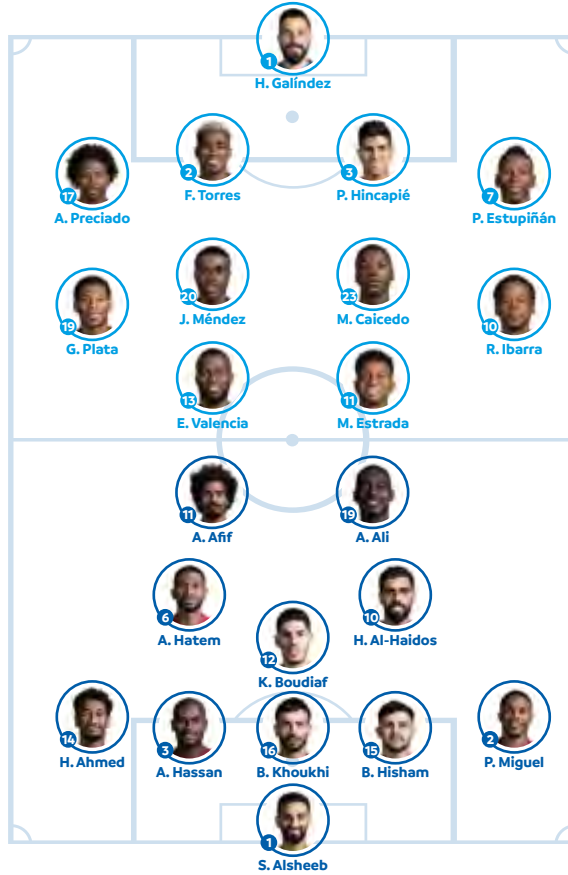 1
H. Galíndez
2
F. Torres
3
P. Hincapié
17
A. Preciado
7
P. Estupiñán
20
J. Méndez
23
M. Caicedo
19
G. Plata
10
R. Ibarra
13
E. Valencia
11
M. Estrada
11
A. Afif
19
A. Ali
6
A. Hatem
10
H. Al-Haidos
12
K. Boudiaf
14
H. Ahmed
3
A. Hassan
16
B. Khoukhi
15
B. Hisham
2
P. Miguel
1
S. Alsheeb